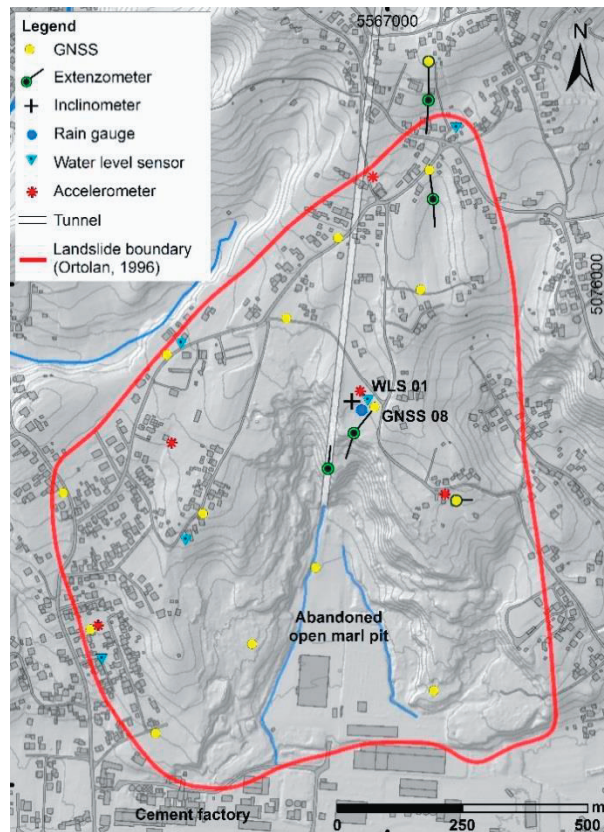 5567000
Legend
GNSS
Extenzometer
Inclinometer
Rain gauge
Water level sensor
Accelerometer
Tunnel
Landslide boundary
(Ortolan, 1996)
N
5076000
WLS 01
GNSS 08
Abandoned
open marl pit
Cement factory
m
0 250 500